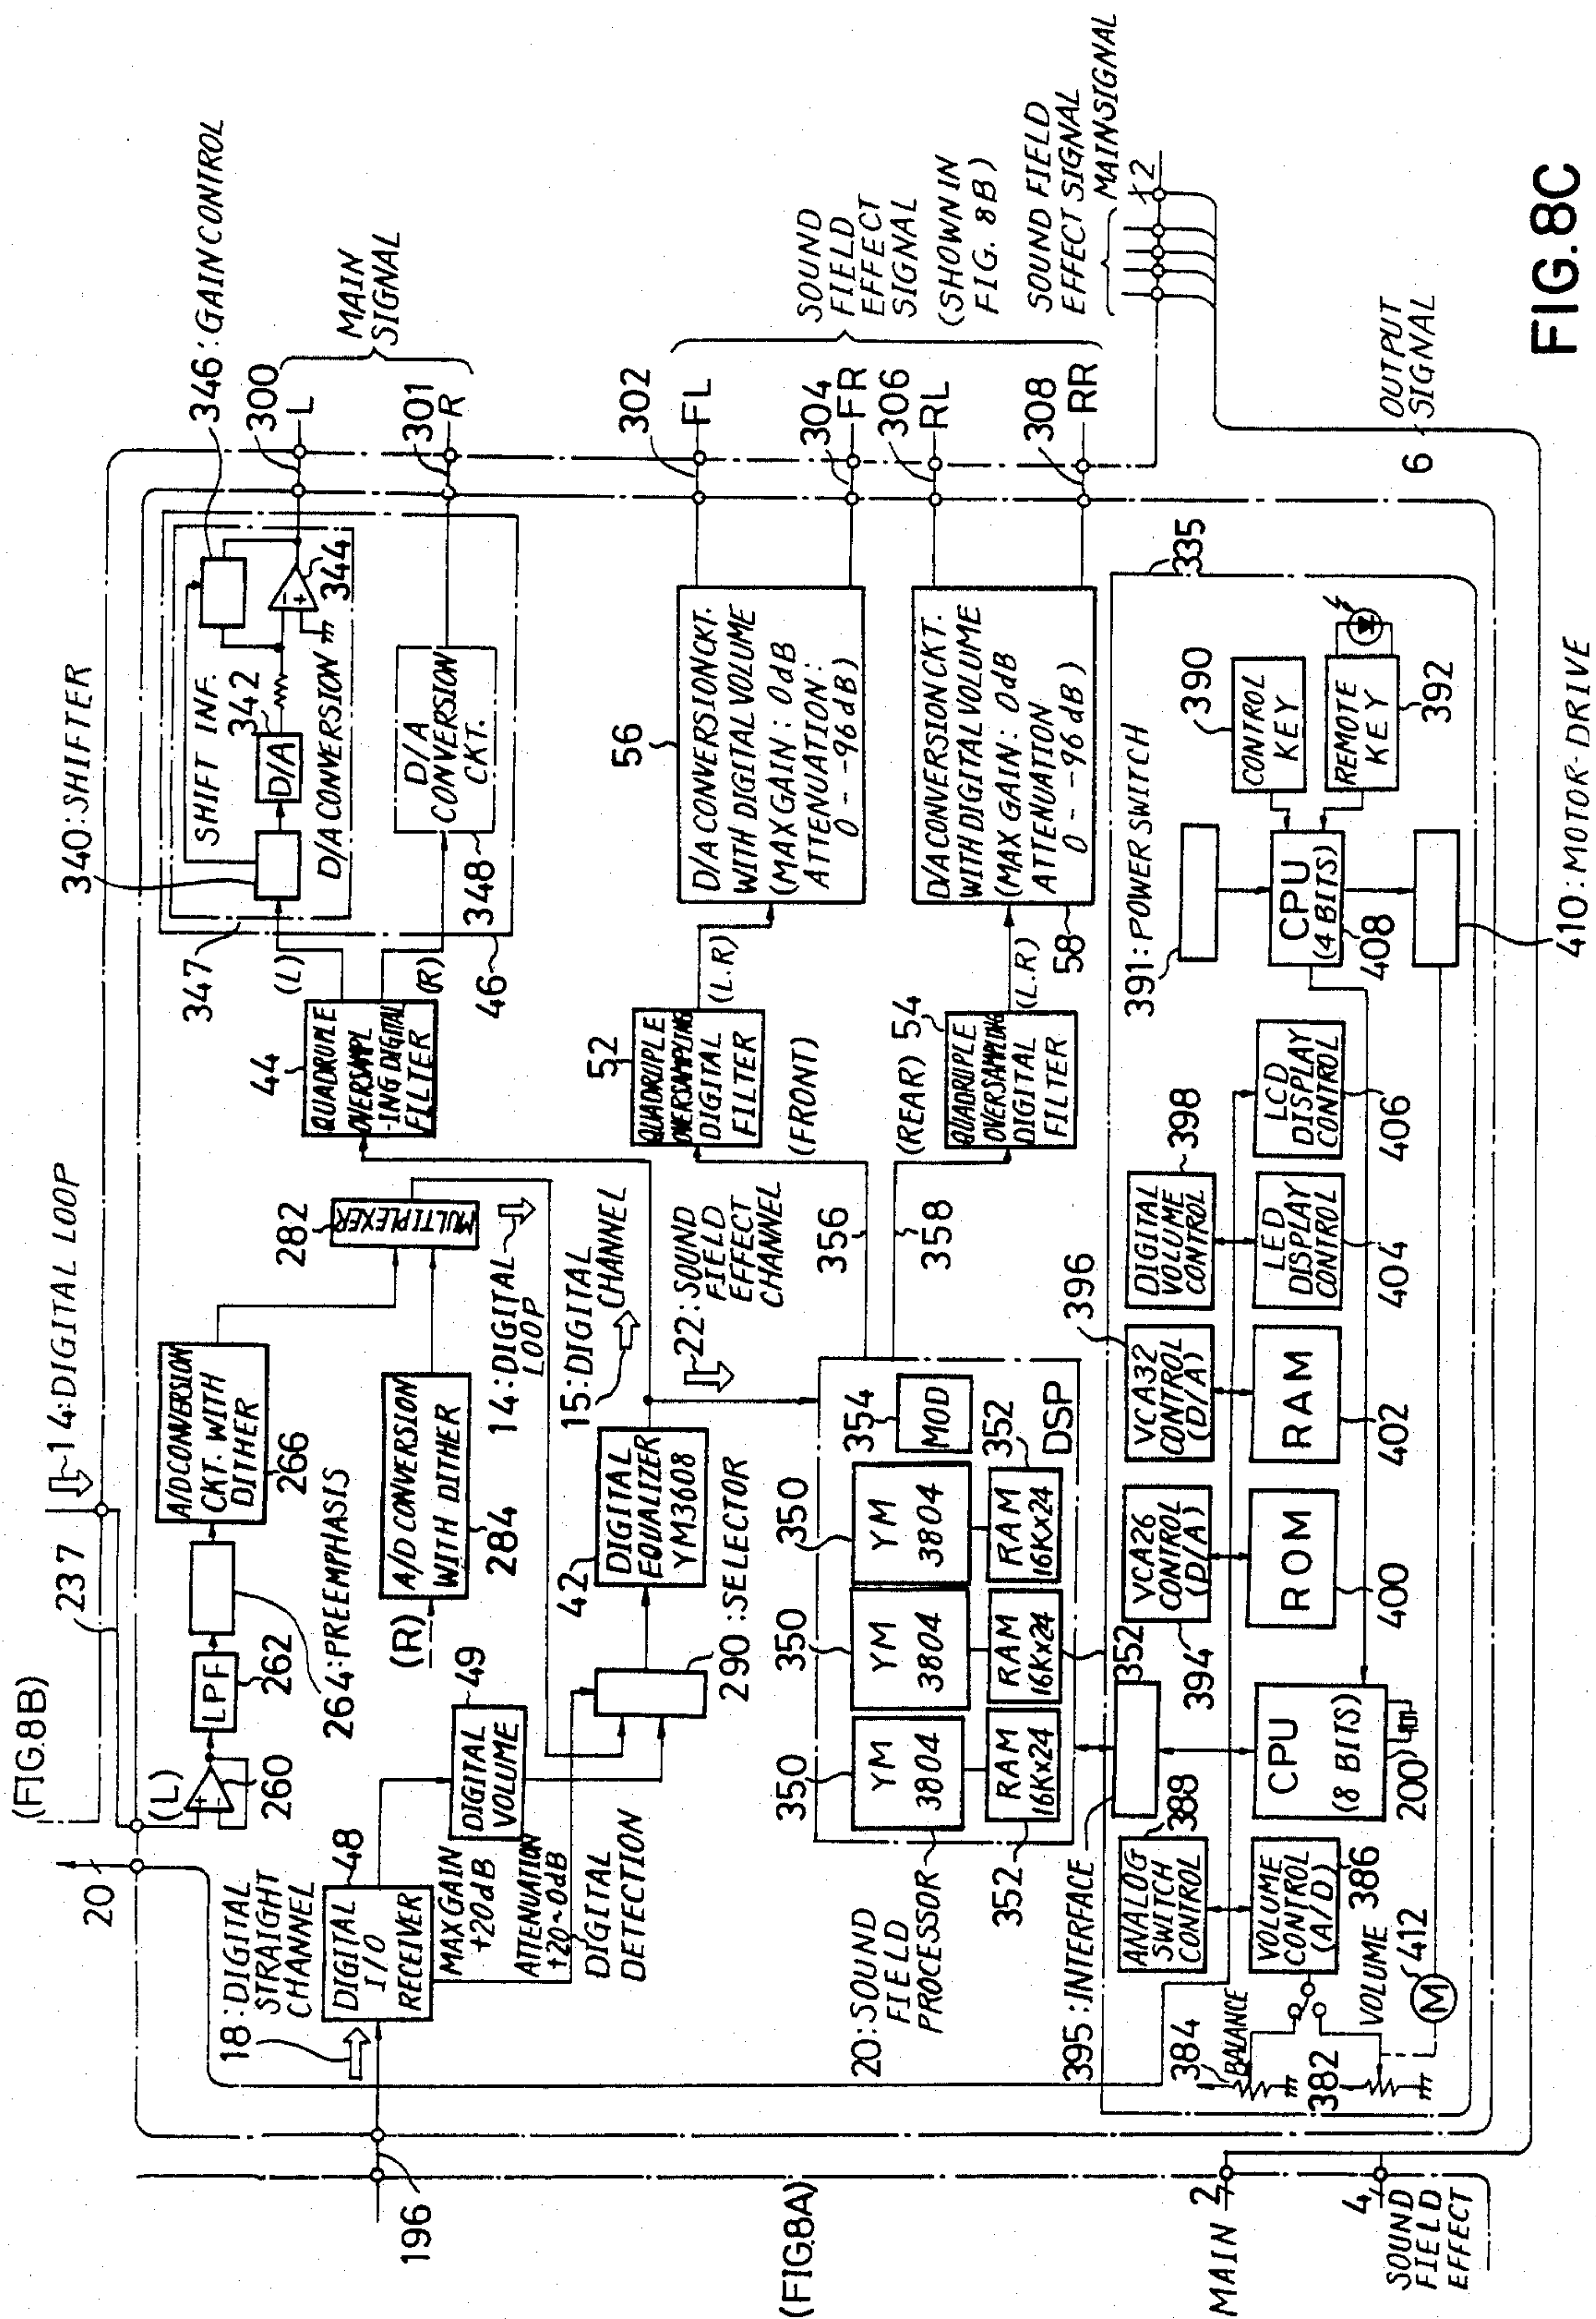 (FIG.8B)
237
14:DIGITAL LOOP
20
(L)
260
LPF
262
264:PREEMPHASIS
A/D CONVERSION
CKT. WITH
DITHER
266
(R)
A/D CONVERSION
WITH DITHER
284
282
MULTIPLEXER
14:DIGITAL
LOOP
340:SHIFTER
346:GAIN CONTROL
SHIFT INF.
342
D/A
344
D/A CONVERSION
347
(L)
(R)
44
QUADRUPLE
OVERSAMPL
-ING DIGITAL
FILTER
46
D/A
CONVERSION
CKT.
348
300
L
301
R
MAIN
SIGNAL
18:DIGITAL
STRAIGHT
CHANNEL
196
48
DIGITAL
I/O
RECEIVER
MAX GAIN
+20dB
ATTENUATION
+20~0dB
49
DIGITAL
VOLUME
DIGITAL
DETECTION
290:SELECTOR
42
DIGITAL
EQUALIZER
YM3608
15:DIGITAL
CHANNEL
22:SOUND
FIELD
EFFECT
CHANNEL
20:SOUND
FIELD
PROCESSOR
350
YM
3804
350
YM
3804
350
YM
3804
354
MOD
352
RAM
16K×24
RAM
16K×24
352
RAM
16K×24
DSP
356
358
(FRONT)
(REAR)
52
QUADRUPLE
OVERSAMPLING
DIGITAL
FILTER
(L.R)
54
QUADRUPLE
OVERSAMPLING
DIGITAL
FILTER
(L.R)
56
D/A CONVERSION CKT.
WITH DIGITAL VOLUME
(MAX GAIN: 0dB
ATTENUATION:
0 - -96dB)
58
D/A CONVERSION CKT.
WITH DIGITAL VOLUME
(MAX GAIN: 0dB
ATTENUATION
0 - -96dB)
302
FL
304
FR
306
RL
308
RR
SOUND
FIELD
EFFECT
SIGNAL
(SHOWN IN
FIG. 8B)
SOUND FIELD
EFFECT SIGNAL
MAIN SIGNAL
2
335
395:INTERFACE
352
384
BALANCE
382
VOLUME
ANALOG
SWITCH
CONTROL
388
VOLUME
CONTROL
(A/D)
386
412
M
CPU
(8 BITS)
200
394
VCA26
CONTROL
(D/A)
396
VCA32
CONTROL
(D/A)
398
DIGITAL
VOLUME
CONTROL
ROM
400
RAM
402
LED
DISPLAY
CONTROL
404
LCD
DISPLAY
CONTROL
406
391:POWER SWITCH
390
CONTROL
KEY
REMOTE
KEY
392
CPU
(4 BITS)
408
410:MOTOR-DRIVE
6
OUTPUT
SIGNAL
(FIG.8A)
MAIN
2
4
SOUND
FIELD
EFFECT
FIG.8C